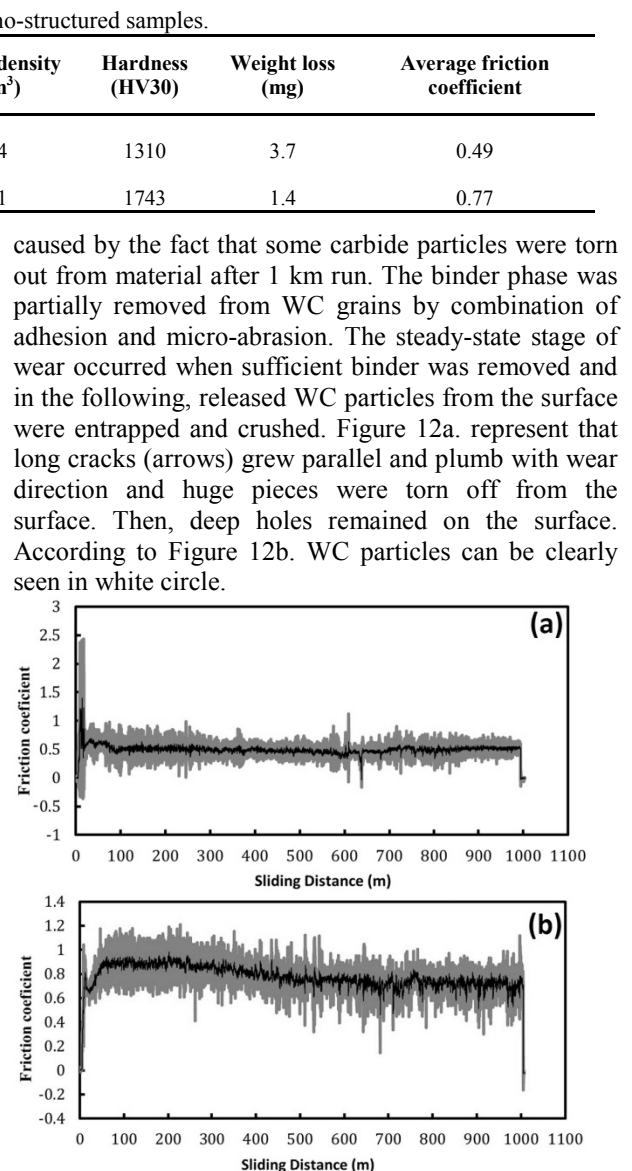 no-structured samples.
density Hardness Weight loss Average friction
m³) (HV30) (mg) coefficient
4 1310 3.7 0.49
1 1743 1.4 0.77
caused by the fact that some carbide particles were torn
out from material after 1 km run. The binder phase was
partially removed from WC grains by combination of
adhesion and micro-abrasion. The steady-state stage of
wear occurred when sufficient binder was removed and
in the following, released WC particles from the surface
were entrapped and crushed. Figure 12a. represent that
long cracks (arrows) grew parallel and plumb with wear
direction and huge pieces were torn off from the
surface. Then, deep holes remained on the surface.
According to Figure 12b. WC particles can be clearly
seen in white circle.
(a)
Friction coeficient
3
2.5
2
1.5
1
0.5
0
-0.5
-1
0 100 200 300 400 500 600 700 800 900 1000 1100
Sliding Distance (m)
(b)
Friction coeficient
1.4
1.2
1
0.8
0.6
0.4
0.2
0
-0.2
-0.4
0 100 200 300 400 500 600 700 800 900 1000 1100
Sliding Distance (m)